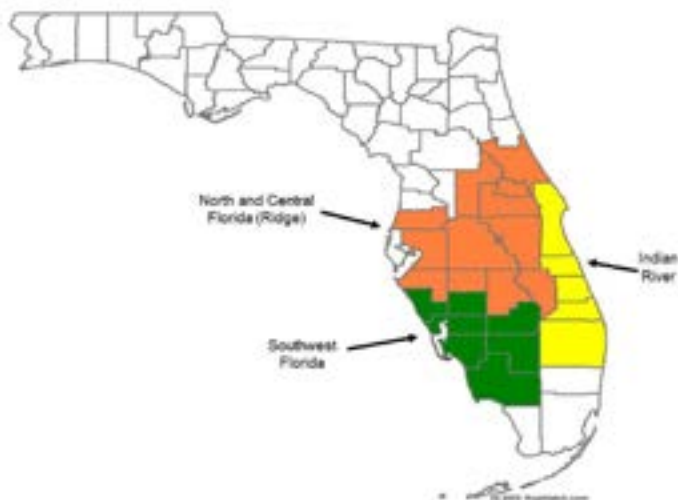 North and Central
Florida (Ridge)
Indian
River
Southwest
Florida